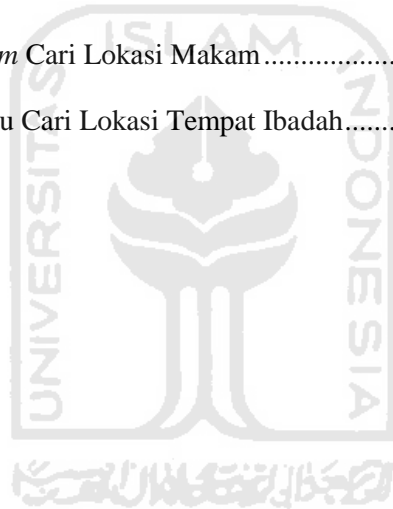 m Cari Lokasi Makam....................
u Cari Lokasi Tempat Ibadah.......
ISLAM
UNIVERSITAS
INDONESIA